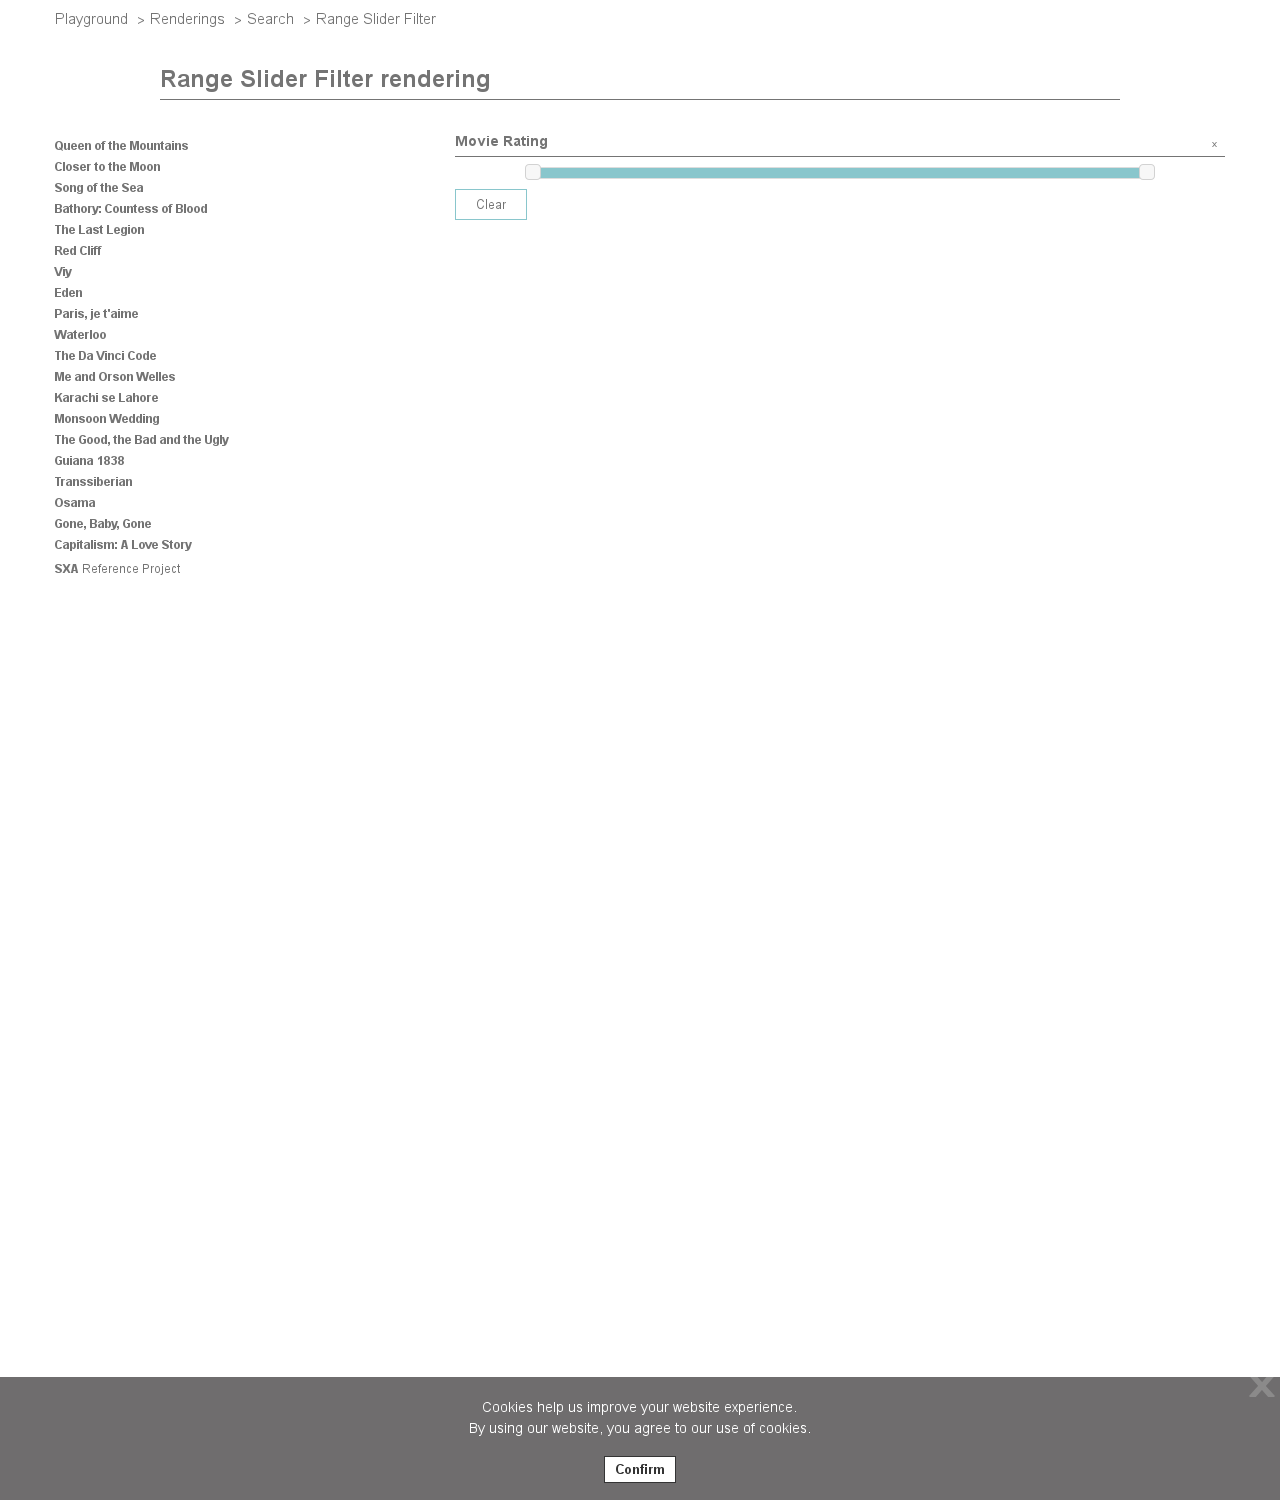 Playground > Renderings > Search > Range Slider Filter
Range Slider Filter rendering
Queen of the Mountains
Closer to the Moon
Song of the Sea
Bathory: Countess of Blood
The Last Legion
Red Cliff
Viy
Eden
Paris, je t'aime
Waterloo
The Da Vinci Code
Me and Orson Welles
Karachi se Lahore
Monsoon Wedding
The Good, the Bad and the Ugly
Guiana 1838
Transsiberian
Osama
Gone, Baby, Gone
Capitalism: A Love Story
SXA Reference Project
Movie Rating x
Clear
X
Cookies help us improve your website experience.
By using our website, you agree to our use of cookies.
Confirm